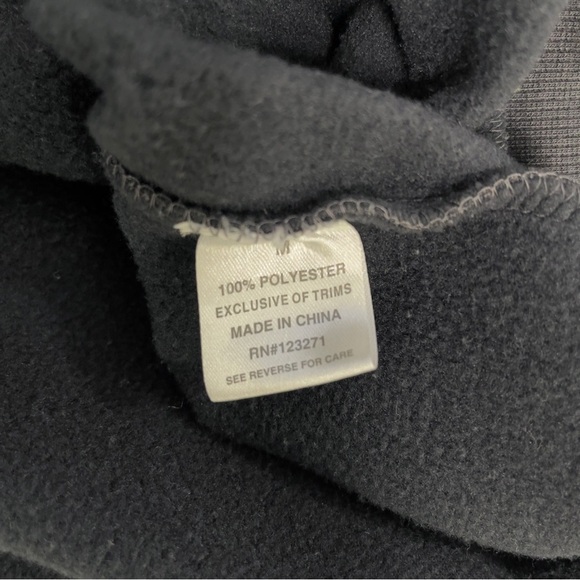 M
100% POLYESTER
EXCLUSIVE OF TRIMS
MADE IN CHINA
RN#123271
SEE REVERSE FOR CARE